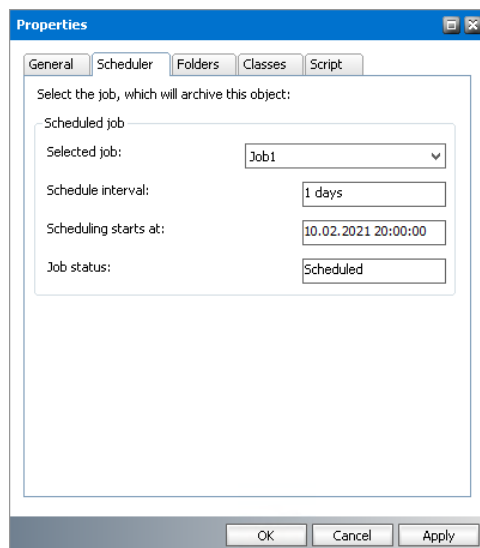 Properties
General Scheduler Folders Classes Script
Select the job, which will archive this object:
Scheduled job
Selected job: Job1
Schedule interval: 1 days
Scheduling starts at: 10.02.2021 20:00:00
Job status: Scheduled
OK Cancel Apply